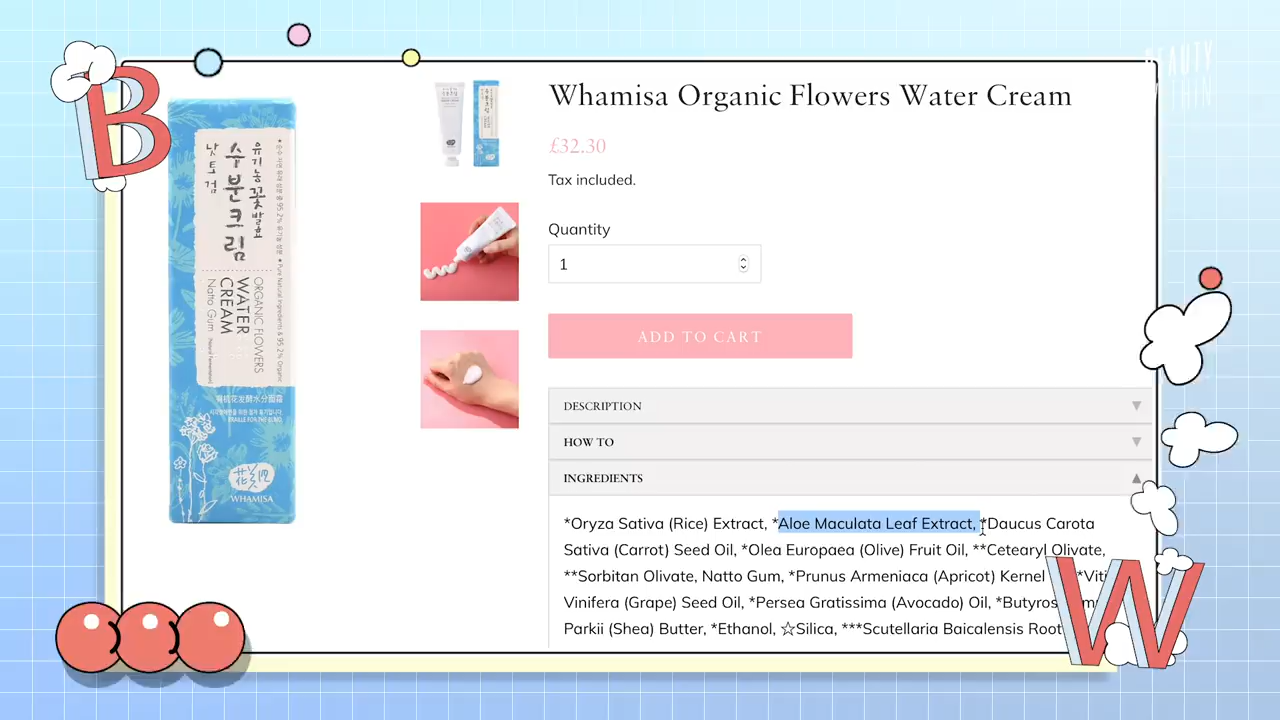 B
BEAUTY
Whamisa Organic Flowers Water Cream
£32.30
Tax included.
Quantity
1
ADD TO CART
DESCRIPTION
HOW TO
INGREDIENTS
*Oryza Sativa (Rice) Extract, *Aloe Maculata Leaf Extract, *Daucus Carota
Sativa (Carrot) Seed Oil, *Olea Europaea (Olive) Fruit Oil, **Cetearyl Olivate,
**Sorbitan Olivate, Natto Gum, *Prunus Armeniaca (Apricot) Kernel
Vinifera (Grape) Seed Oil, *Persea Gratissima (Avocado) Oil, *Butyros
Parkii (Shea) Butter, *Ethanol, ☆Silica, ***Scutellaria Baicalensis Root
유기농꽃발효
수분크림
낫토검
ORGANIC FLOWERS
WATER
CREAM
Natto Gum
WHAMISA
W